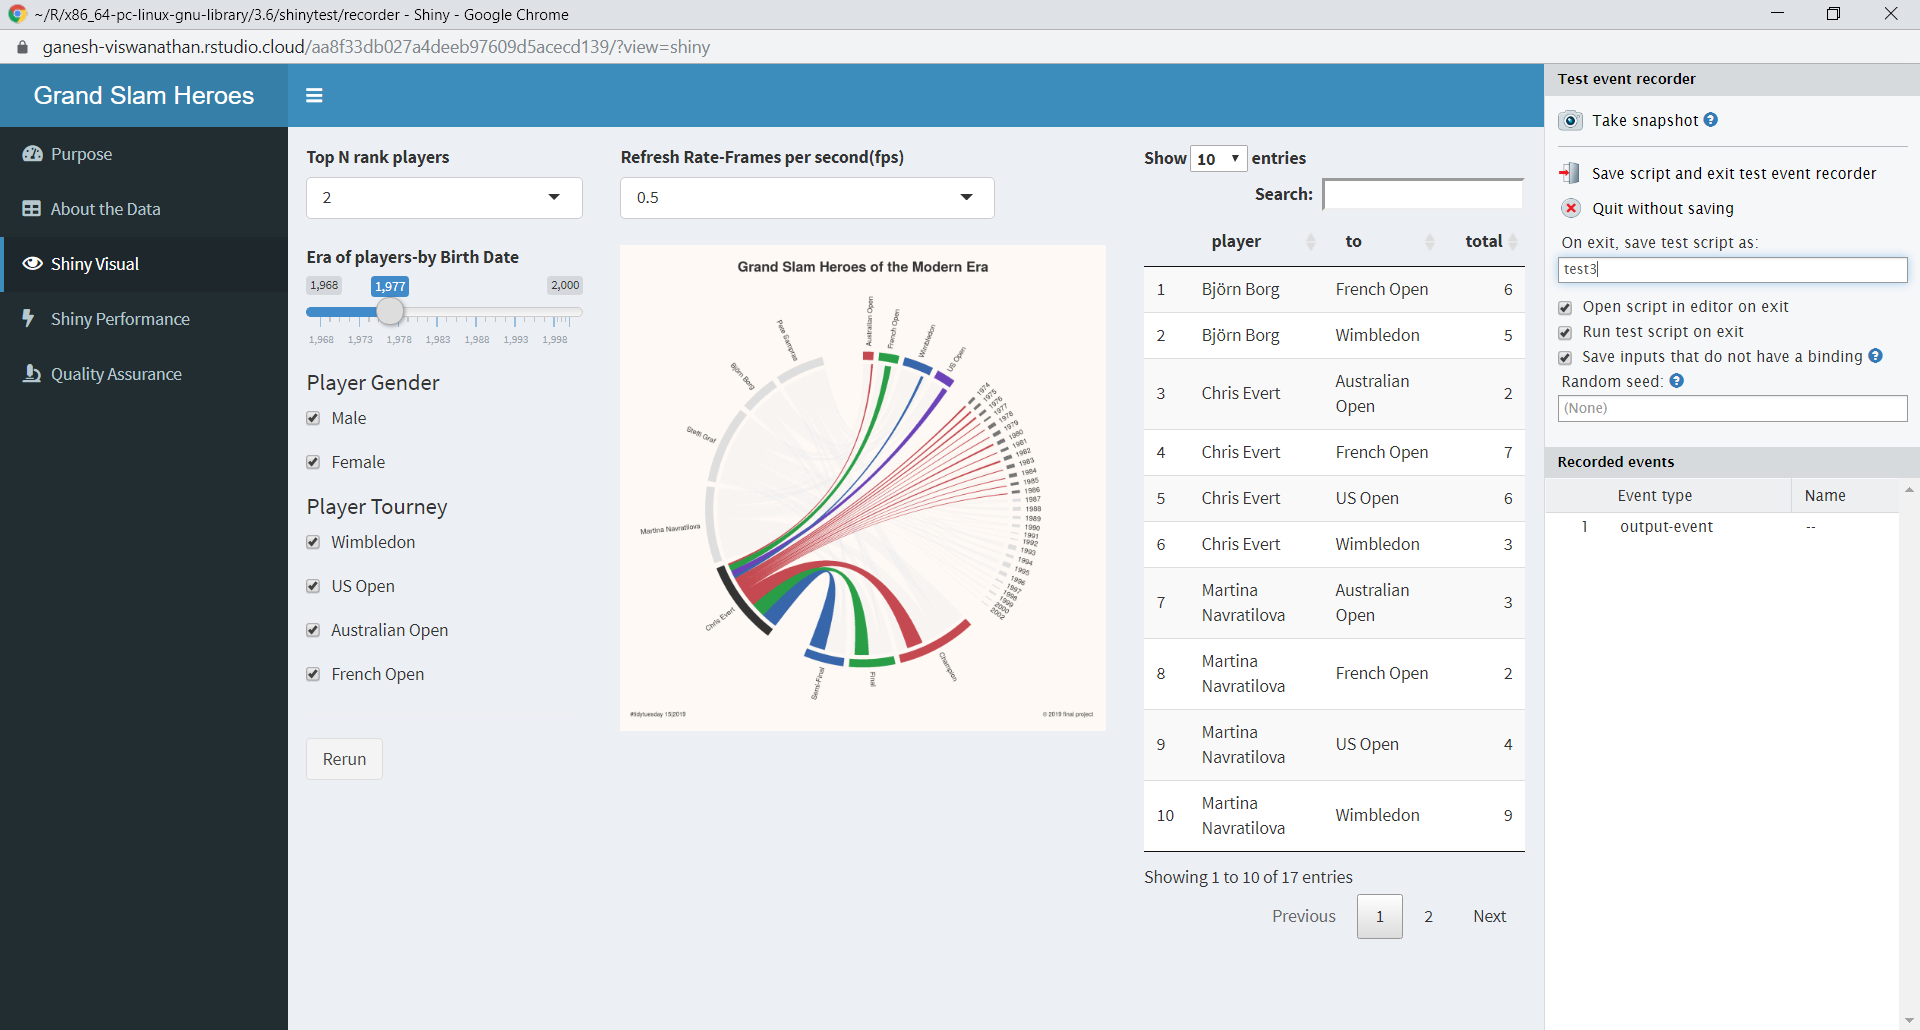 ~/R/x86_64-pc-linux-gnu-library/3.6/shinytest/recorder - Shiny - Google Chrome
ganesh-viswanathan.rstudio.cloud/aa8f33db027a4deeb97609d5acecd139/?view=shiny
Grand Slam Heroes
Purpose
About the Data
Shiny Visual
Shiny Performance
Quality Assurance
Top N rank players
2
Era of players-by Birth Date
1,968
1,977
2,000
1,968 1,973 1,978 1,983 1,988 1,993 1,998
Player Gender
Male
Female
Player Tourney
Wimbledon
US Open
Australian Open
French Open
Rerun
Refresh Rate-Frames per second(fps)
0.5
Grand Slam Heroes of the Modern Era
Pete Sampras
Björn Borg
Steffi Graf
Martina Navratilova
Chris Evert
Australian Open
French Open
Wimbledon
US Open
1974
1975
1976
1977
1978
1979
1980
1981
1982
1983
1984
1985
1986
1987
1988
1989
1990
1991
1992
1993
1994
1995
1996
1997
1998
1999
2000
2002
Semi-Final
Final
Champion
#tidytuesday 15|2019
© 2019 final project
Show 10 entries
Search:
player to total
1 Björn Borg French Open 6
2 Björn Borg Wimbledon 5
3 Chris Evert Australian Open 2
4 Chris Evert French Open 7
5 Chris Evert US Open 6
6 Chris Evert Wimbledon 3
7 Martina Navratilova Australian Open 3
8 Martina Navratilova French Open 2
9 Martina Navratilova US Open 4
10 Martina Navratilova Wimbledon 9
Showing 1 to 10 of 17 entries
Previous 1 2 Next
Test event recorder
Take snapshot ?
Save script and exit test event recorder
Quit without saving
On exit, save test script as:
test3
Open script in editor on exit
Run test script on exit
Save inputs that do not have a binding ?
Random seed: ?
(None)
Recorded events
Event type Name
1 output-event --